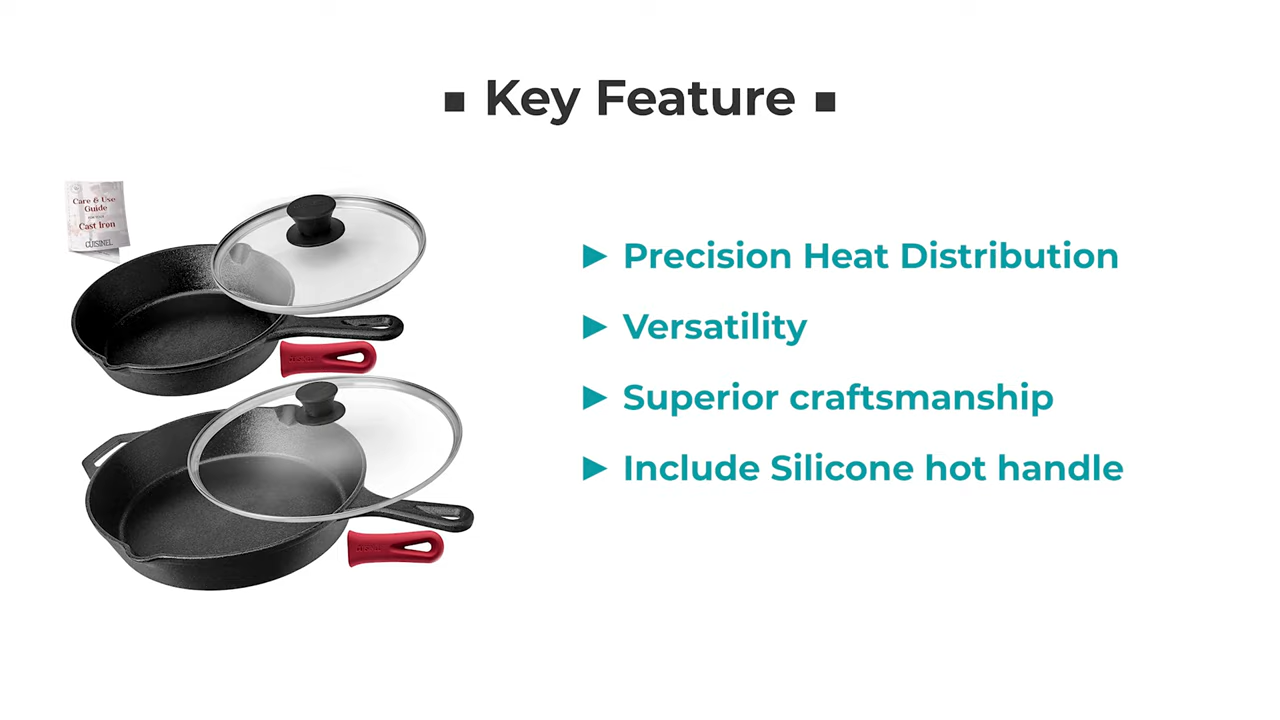 ▪ Key Feature ▪
Care & Use
Guide
Cast Iron
CUISINEL
► Precision Heat Distribution
► Versatility
► Superior craftsmanship
► Include Silicone hot handle